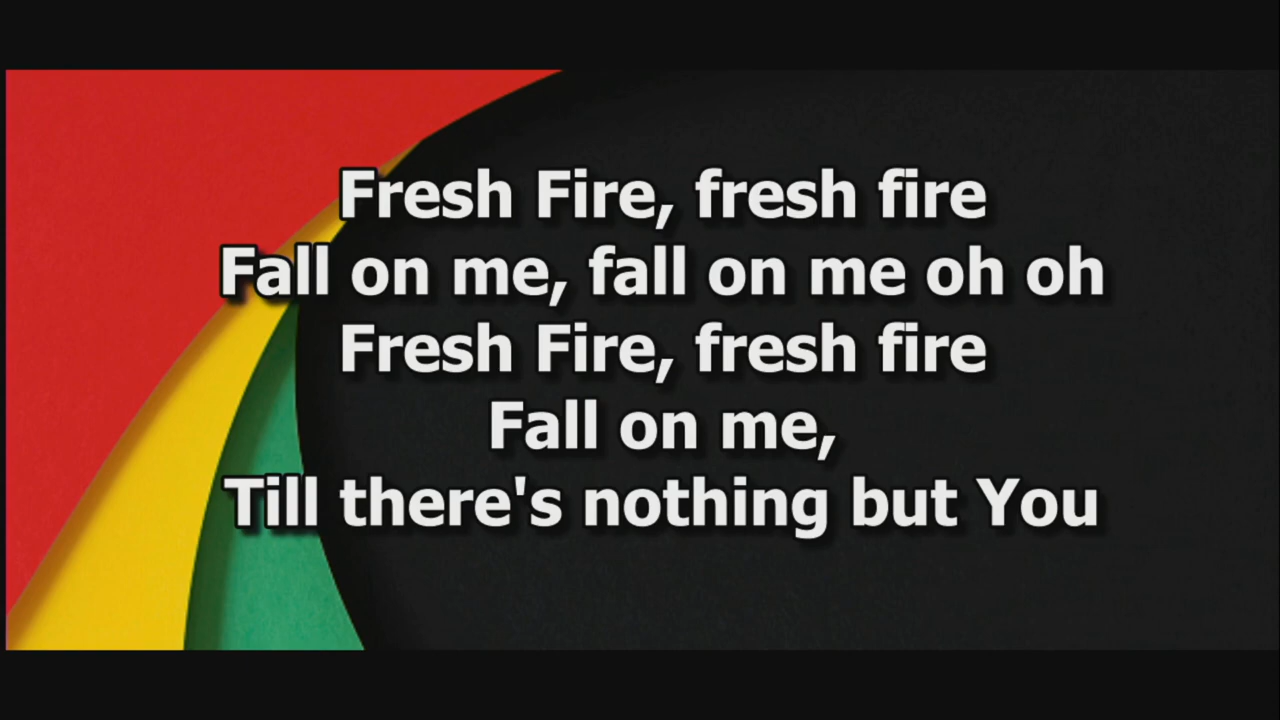 Fresh Fire, fresh fire
Fall on me, fall on me oh oh
Fresh Fire, fresh fire
Fall on me,
Till there's nothing but You